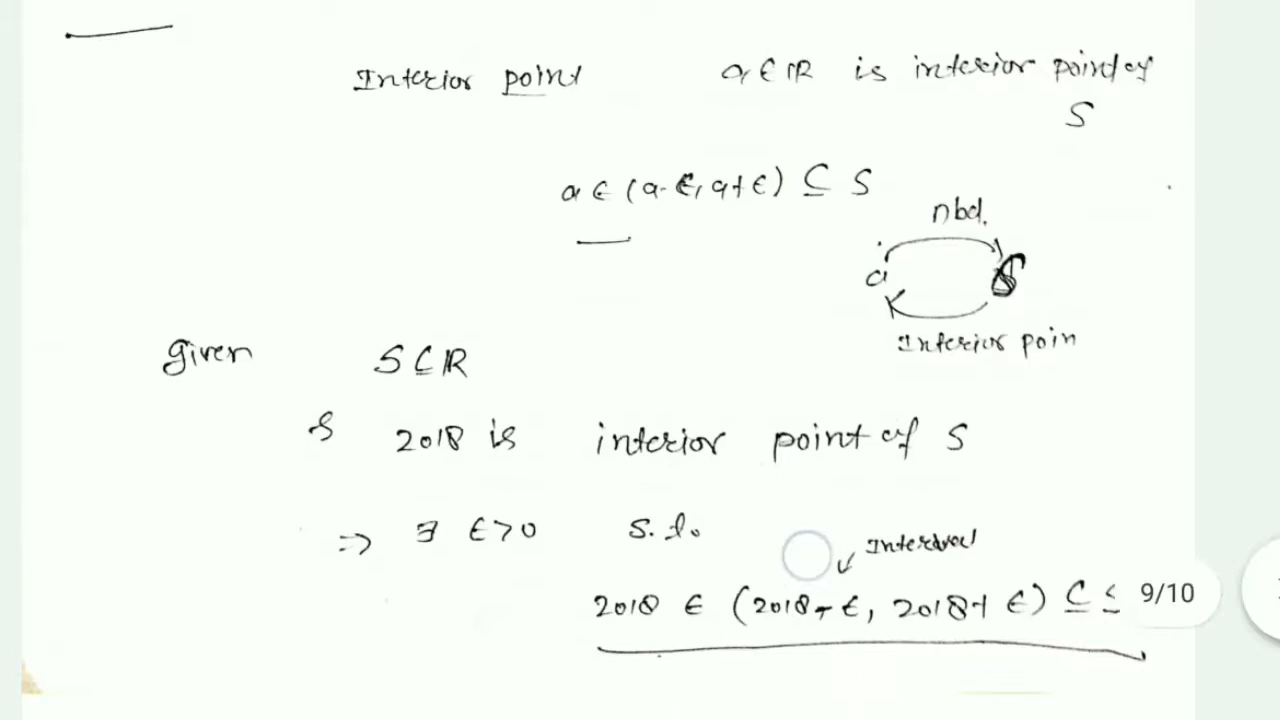 Interior point a ∈ IR is interior point of
S
a ∈ (a-ε, a+ε) ⊆ S
nbd.
a S
Interior poin
given S ⊆ R
& 2018 is interior point of S
⇒ ∃ ε>0 s.t.
Interval
2018 ∈ (2018-ε, 2018+ε) ⊆ S
9/10